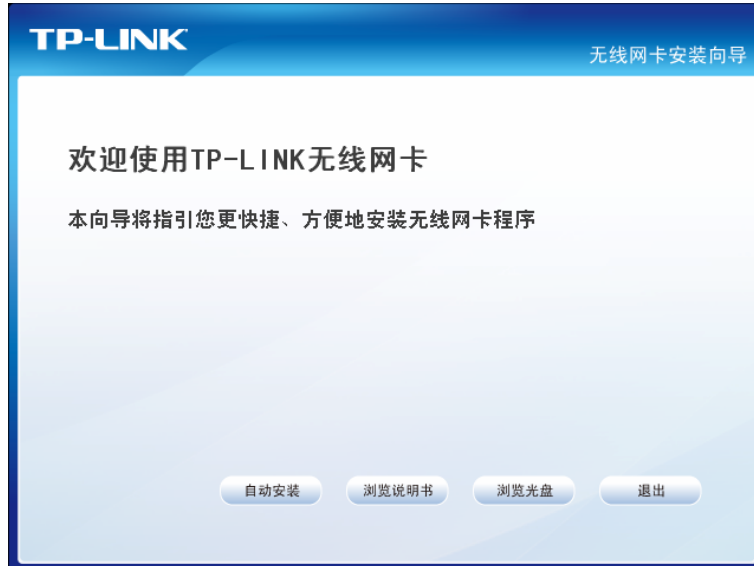 TP-LINK
无线网卡安装向导
欢迎使用TP-LINK无线网卡
本向导将指引您更快捷、方便地安装无线网卡程序
自动安装 浏览说明书 浏览光盘 退出